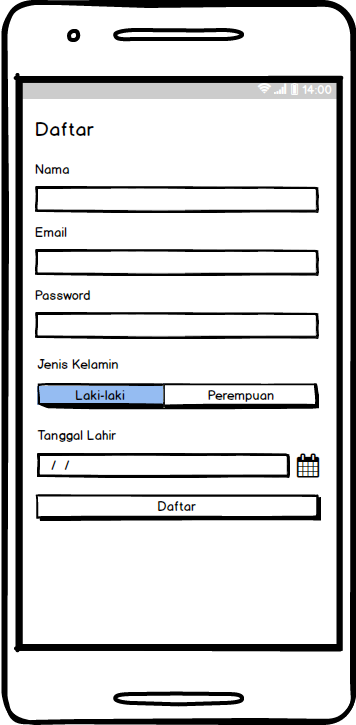 14:00
Daftar
Nama
Email
Password
Jenis Kelamin
Laki-laki Perempuan
Tanggal Lahir
/ /
Daftar